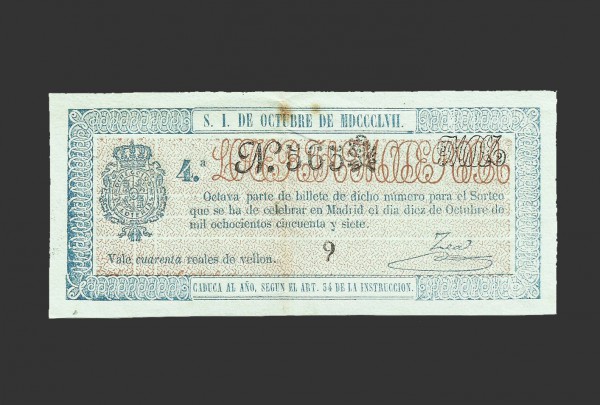 S. I. DE OCTUBRE DE MDCCCLVII.
4.ª N.
Octava parte de billete de dicho número para el Sorteo
que se ha de celebrar en Madrid el dia diez de Octubre de
mil ochocientos cincuenta y siete.
9
Vale cuarenta reales de vellon.
CADUCA AL AÑO, SEGUN EL ART. 54 DE LA INSTRUCCION.